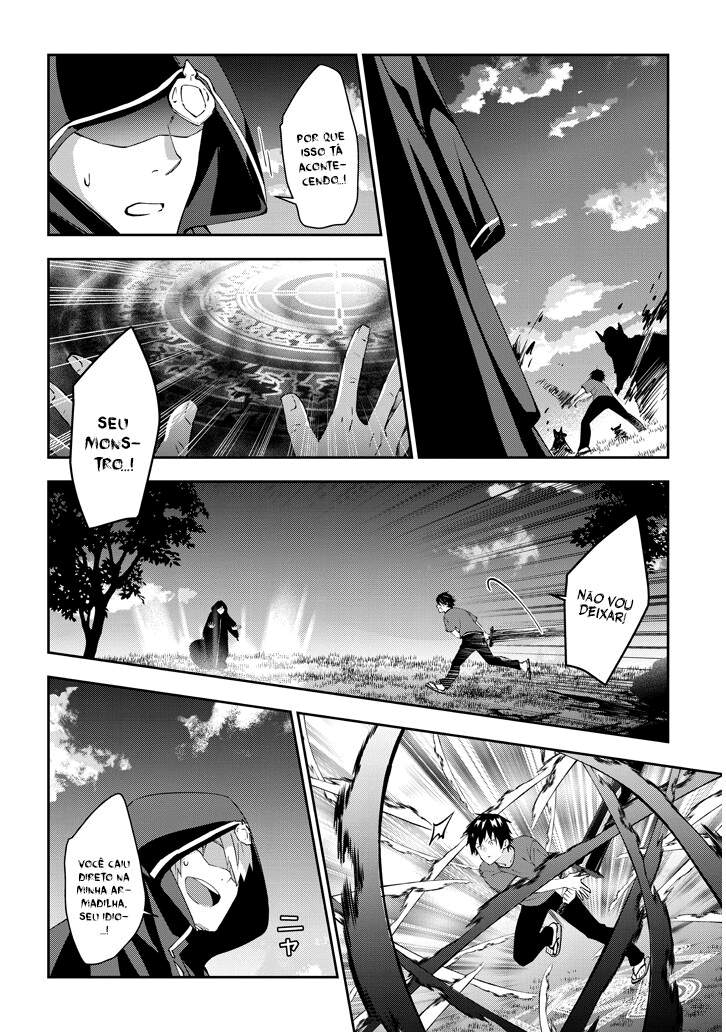 POR QUE
ISSO TÁ
ACONTE-
CENDO..!
SEU
MONS-
TRO...!
NÃO VOU
DEIXAR!
VOCÊ CAIU
DIRETO NA
MINHA AR-
MADILHA,
SEU IDIO-
..!
ニヤ